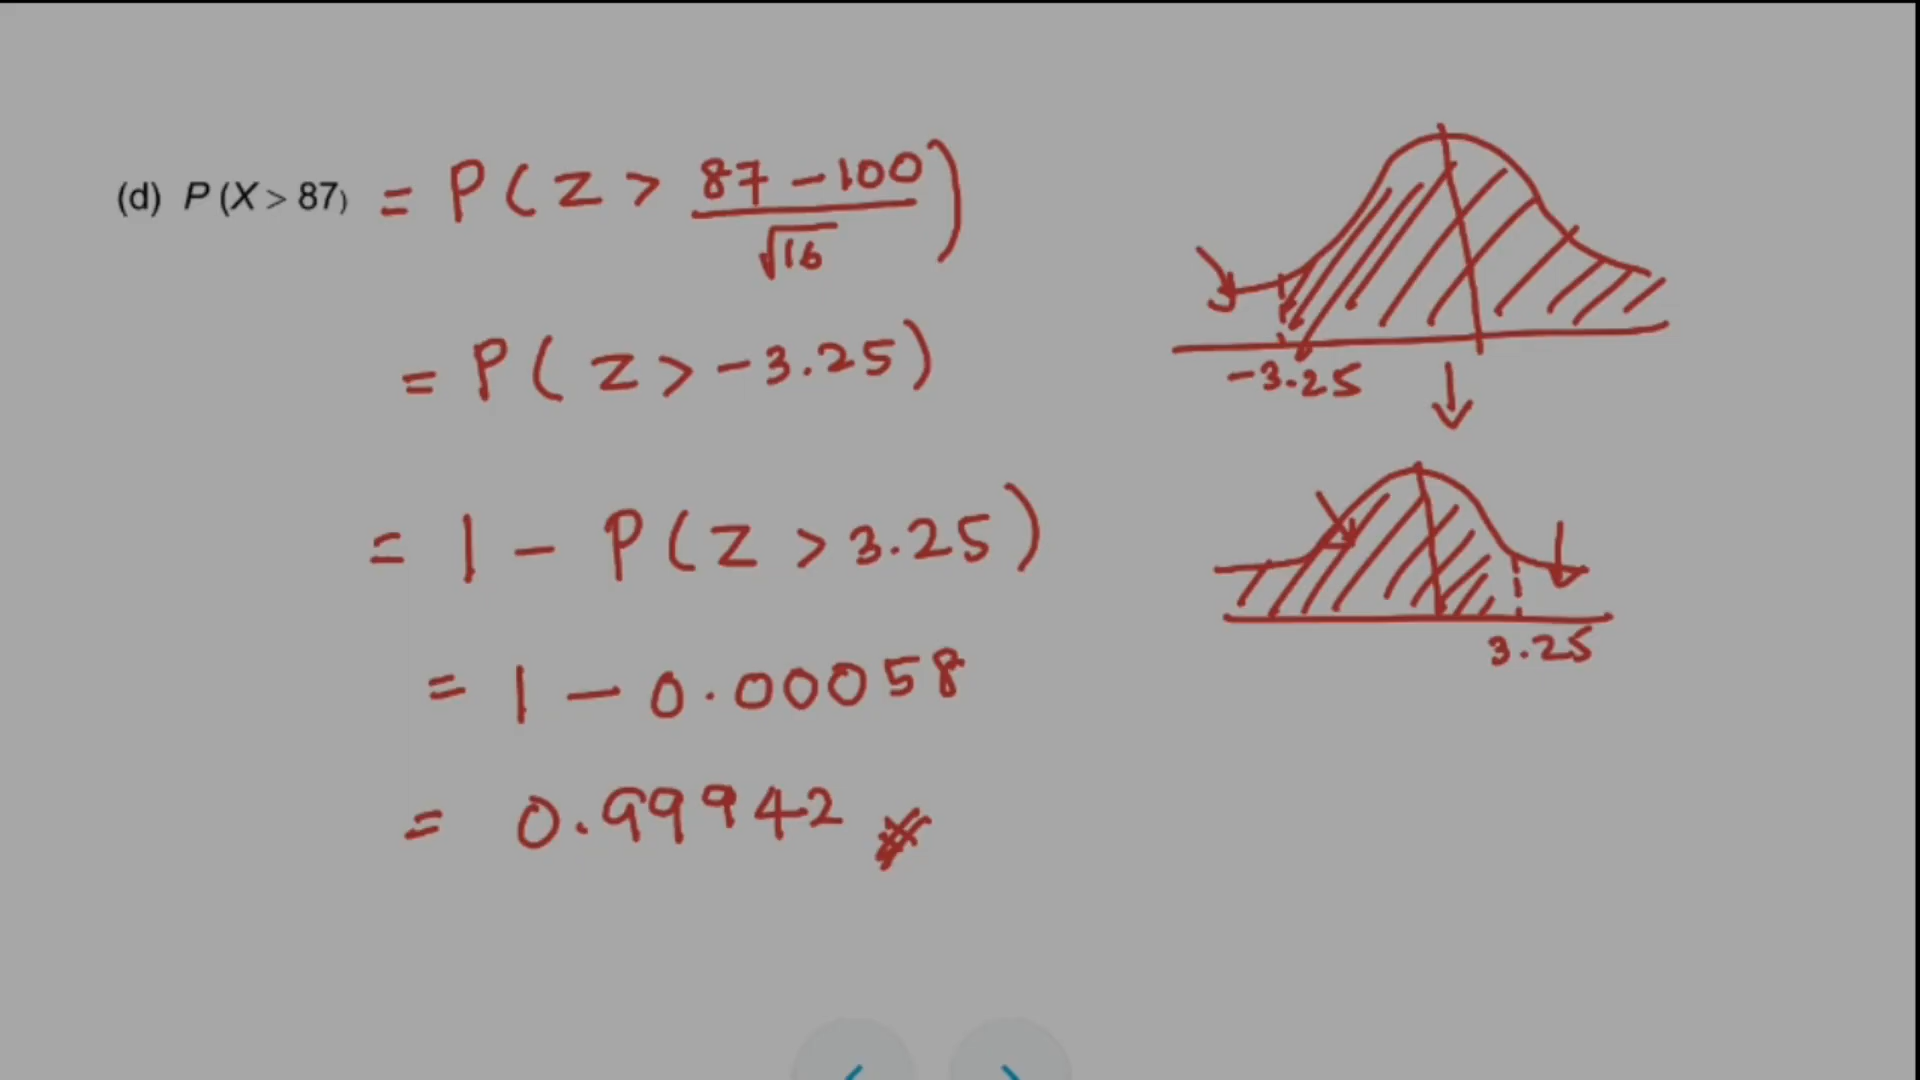 (d) P (X > 87) = P ( Z > 87 - 100 / √16 )
= P ( Z > - 3.25 )
-3.25
= 1 - P ( Z > 3.25 )
3.25
= 1 - 0.00058
= 0.99942